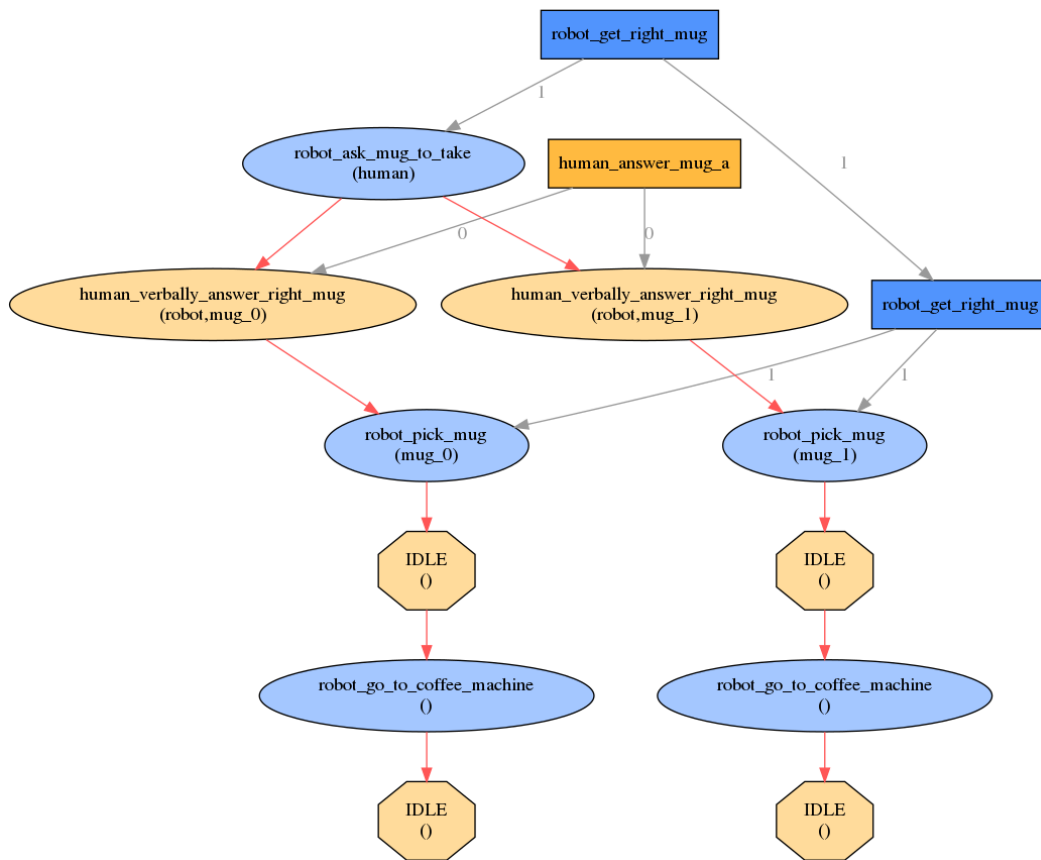 robot_get_right_mug
1
robot_ask_mug_to_take
(human)
human_answer_mug_a
1
0
0
human_verbally_answer_right_mug
(robot,mug_0)
human_verbally_answer_right_mug
(robot,mug_1)
robot_get_right_mug
1
1
robot_pick_mug
(mug_0)
robot_pick_mug
(mug_1)
IDLE
()
IDLE
()
robot_go_to_coffee_machine
()
robot_go_to_coffee_machine
()
IDLE
()
IDLE
()